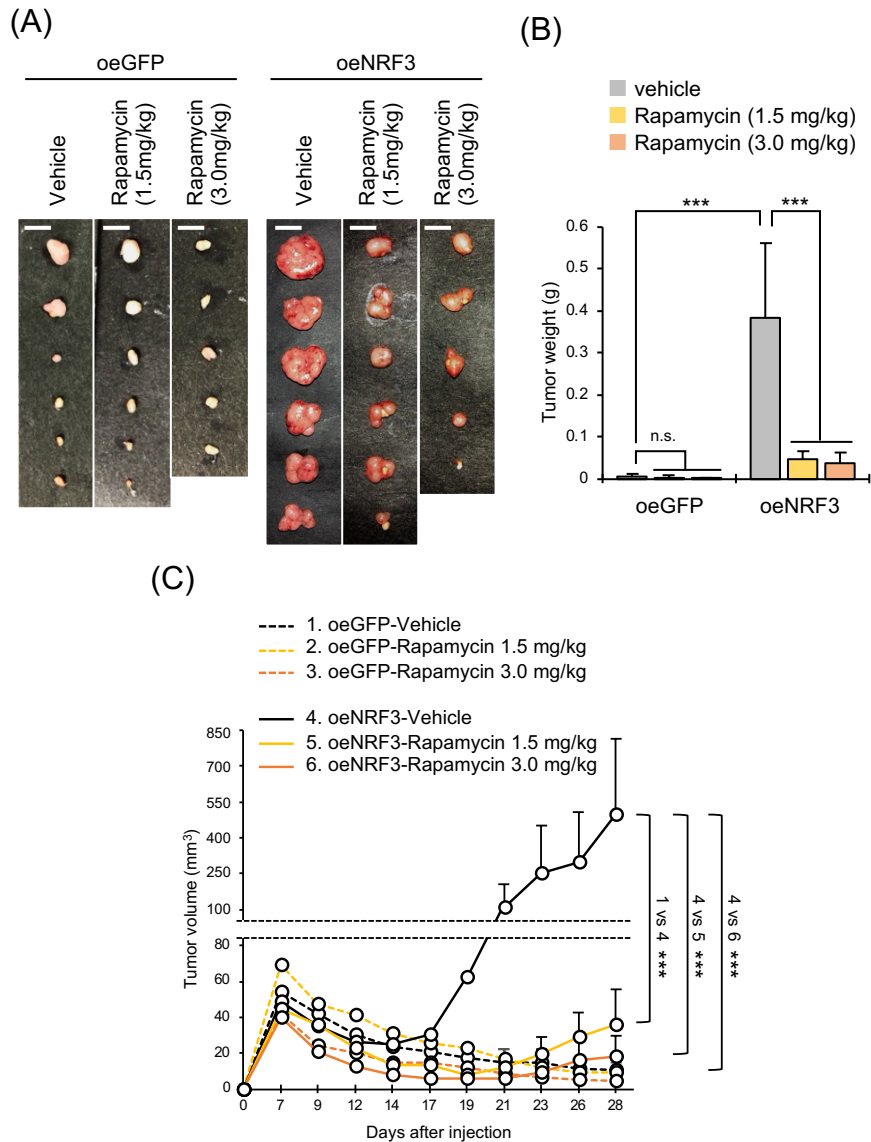 (A)
oeGFP
oeNRF3
Vehicle
Rapamycin
(1.5mg/kg)
Rapamycin
(3.0mg/kg)
Vehicle
Rapamycin
(1.5mg/kg)
Rapamycin
(3.0mg/kg)
(B)
vehicle
Rapamycin (1.5 mg/kg)
Rapamycin (3.0 mg/kg)
***
***
n.s.
Tumor weight (g)
0.6
0.5
0.4
0.3
0.2
0.1
0
oeGFP
oeNRF3
(C)
1. oeGFP-Vehicle
2. oeGFP-Rapamycin 1.5 mg/kg
3. oeGFP-Rapamycin 3.0 mg/kg
4. oeNRF3-Vehicle
5. oeNRF3-Rapamycin 1.5 mg/kg
6. oeNRF3-Rapamycin 3.0 mg/kg
Tumor volume (mm³)
850
700
550
400
250
100
80
60
40
20
0
0 7 9 12 14 17 19 21 23 26 28
Days after injection
1 vs 4 ***
4 vs 5 ***
4 vs 6 ***